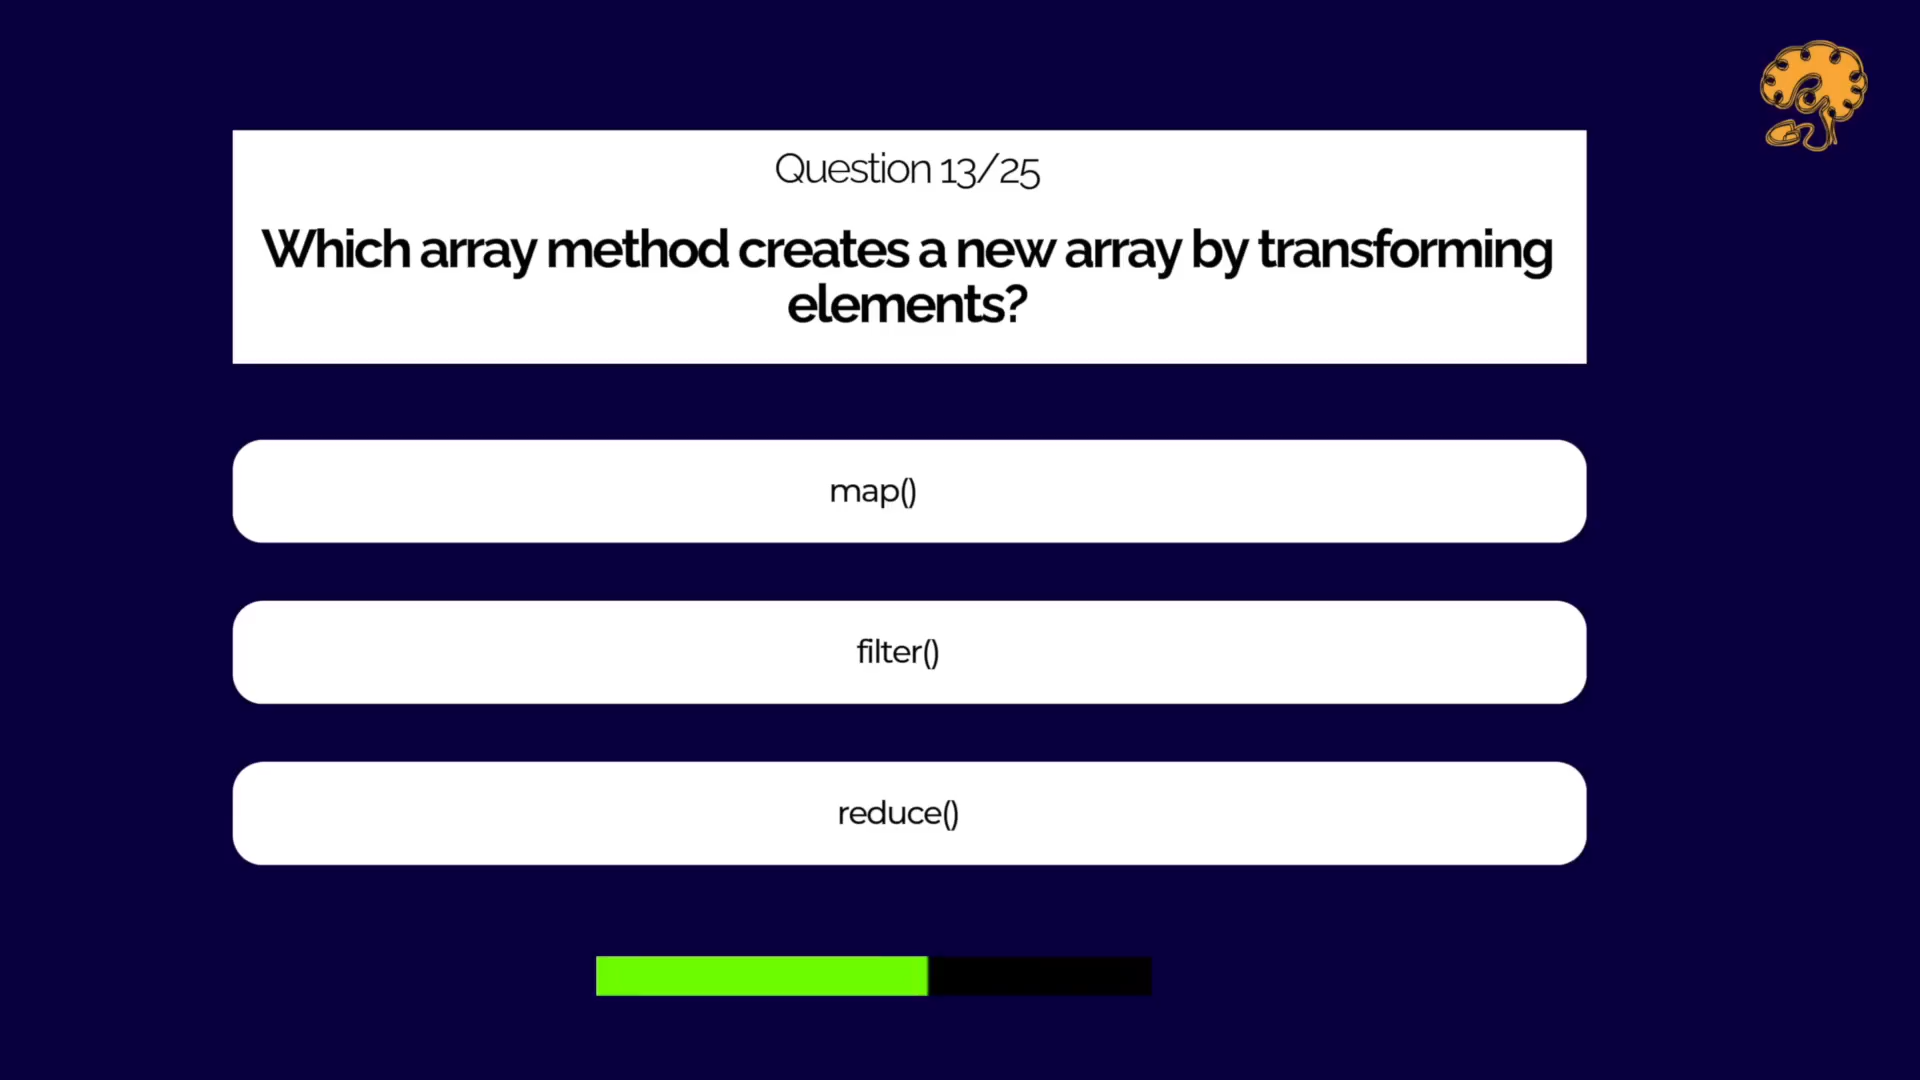 Question 13/25
Which array method creates a new array by transforming
elements?
map()
filter()
reduce()